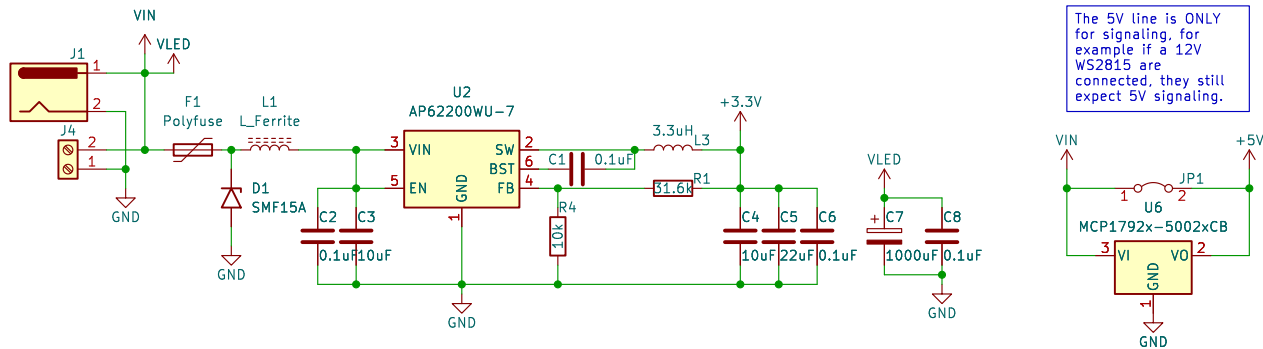 VIN
VLED
J1
1
2
J4
2
1
GND
F1
Polyfuse
L1
L_Ferrite
D1
SMF15A
GND
C2
0.1uF
C3
10uF
U2
AP62200WU-7
3
VIN
5
EN
GND
1
SW
2
BST
6
FB
4
GND
C1
0.1uF
3.3uH
L3
+3.3V
31.6k
R1
R4
10k
C4
10uF
C5
22uF
C6
0.1uF
VLED
+
C7
1000uF
C8
0.1uF
GND
The 5V line is ONLY
for signaling, for
example if a 12V
WS2815 are
connected, they still
expect 5V signaling.
VIN
+5V
JP1
1
2
U6
MCP1792x-5002xCB
3
VI
VO
2
GND
1
GND